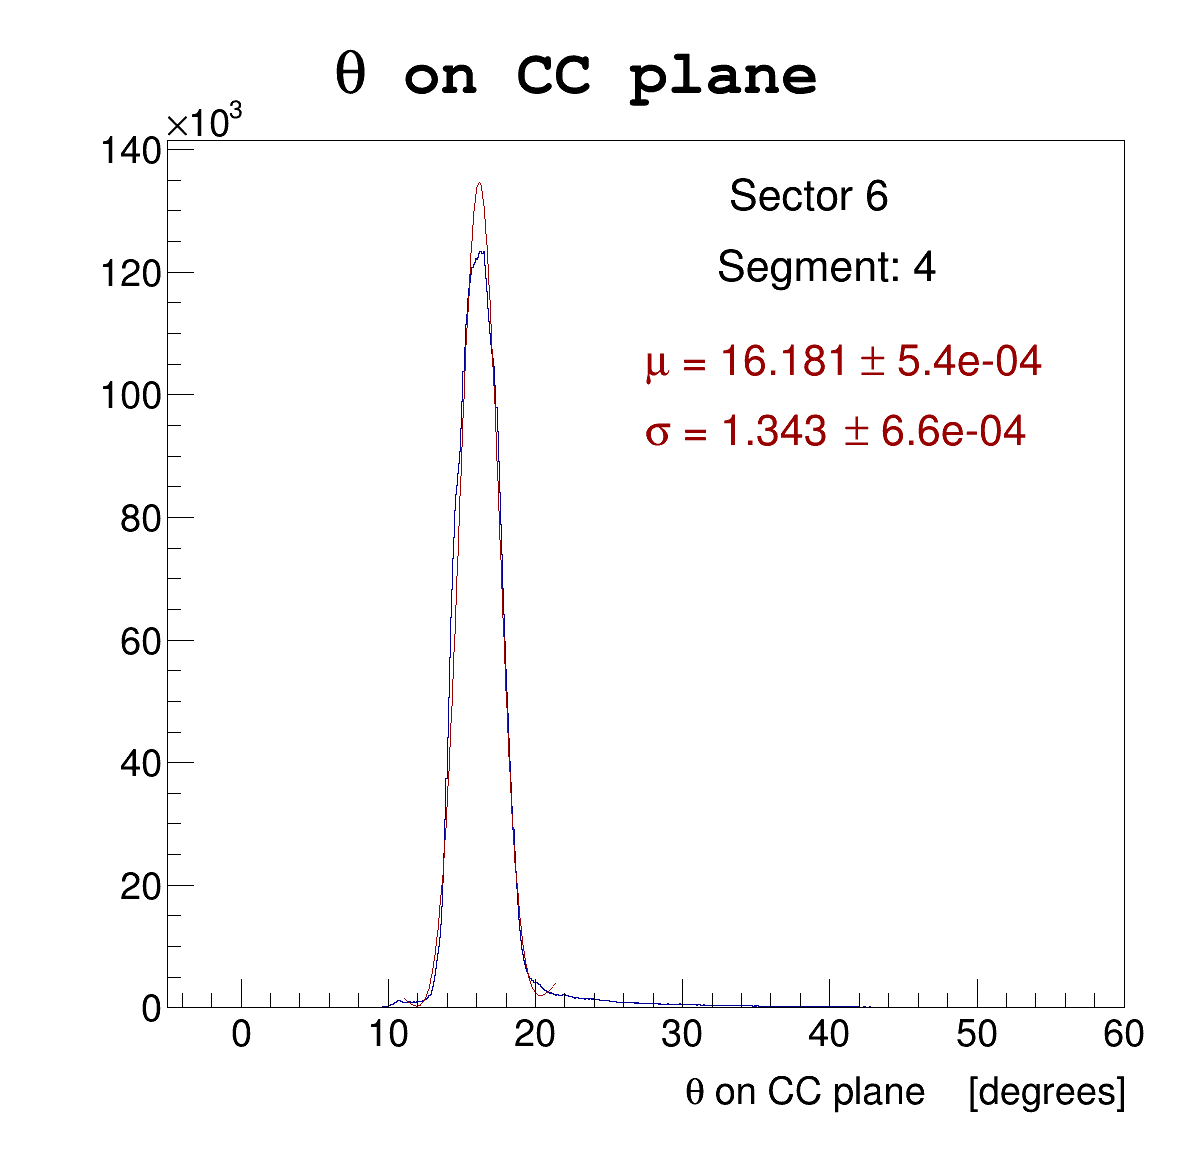 θ on CC plane
×10³
Sector 6
Segment: 4
μ = 16.181 ± 5.4e-04
σ = 1.343 ± 6.6e-04
140
120
100
80
60
40
20
0
0 10 20 30 40 50 60
θ on CC plane [degrees]